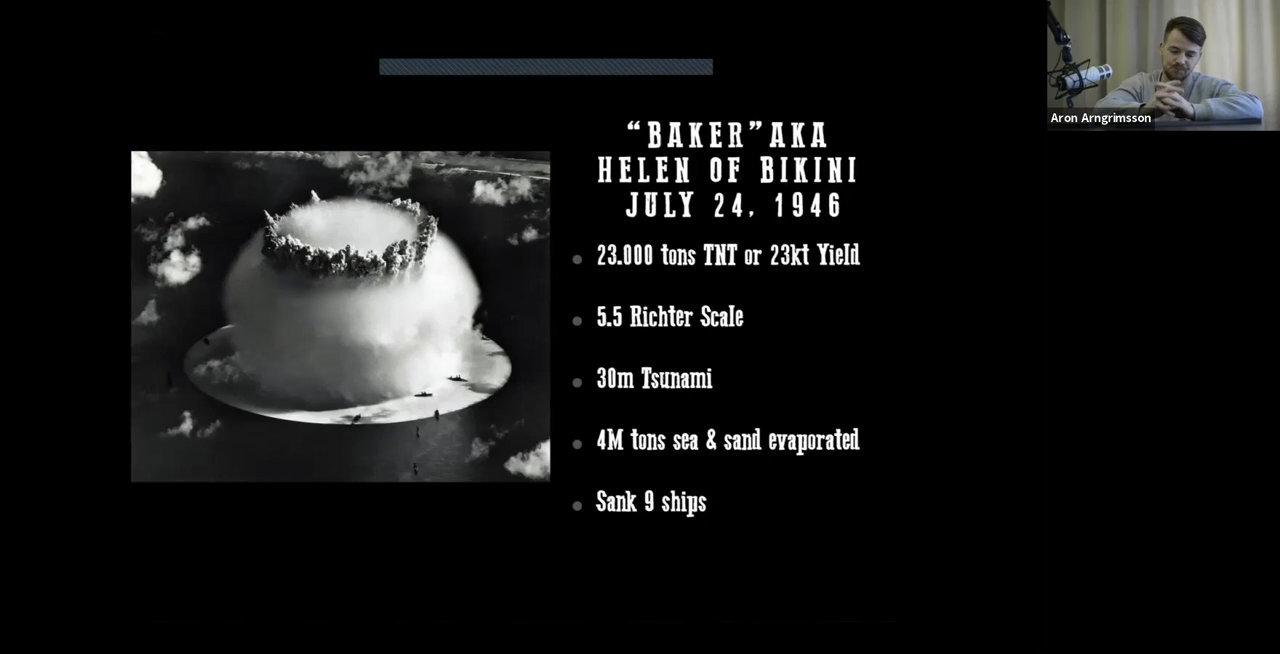 “BAKER”AKA
HELEN OF BIKINI
JULY 24, 1946
23.000 tons TNT or 23kt Yield
5.5 Richter Scale
30m Tsunami
4M tons sea & sand evaporated
Sank 9 ships
Aron Arngrimsson